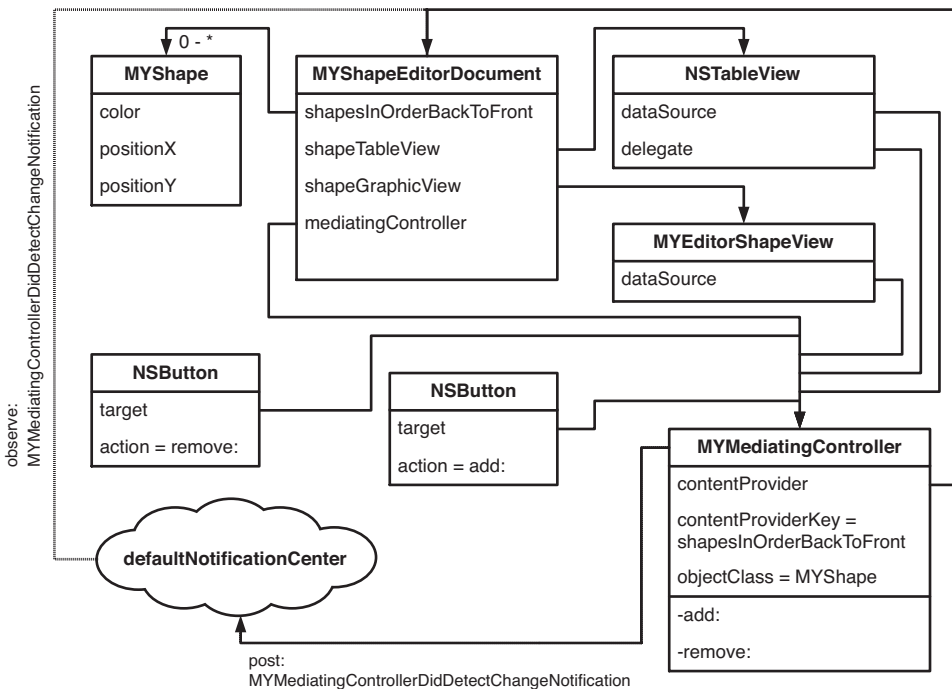 0 - *
MYShape
color
positionX
positionY
MYShapeEditorDocument
shapesInOrderBackToFront
shapeTableView
shapeGraphicView
mediatingController
NSTableView
dataSource
delegate
MYEditorShapeView
dataSource
observe:
MYMediatingControllerDidDetectChangeNotification
NSButton
target
action = remove:
NSButton
target
action = add:
MYMediatingController
contentProvider
contentProviderKey =
shapesInOrderBackToFront
objectClass = MYShape
-add:
-remove:
defaultNotificationCenter
post:
MYMediatingControllerDidDetectChangeNotification